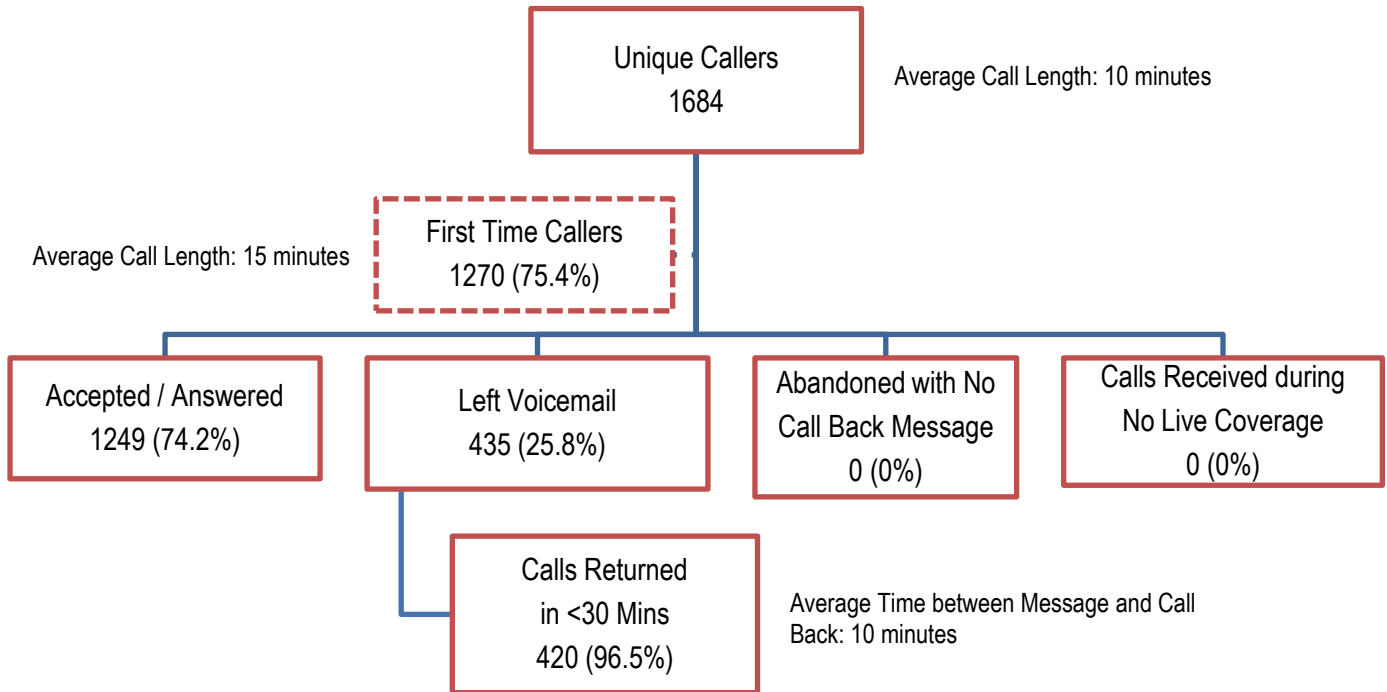 Unique Callers
1684
Average Call Length: 10 minutes
First Time Callers
1270 (75.4%)
Average Call Length: 15 minutes
Accepted / Answered
1249 (74.2%)
Left Voicemail
435 (25.8%)
Abandoned with No
Call Back Message
0 (0%)
Calls Received during
No Live Coverage
0 (0%)
Calls Returned
in <30 Mins
420 (96.5%)
Average Time between Message and Call
Back: 10 minutes